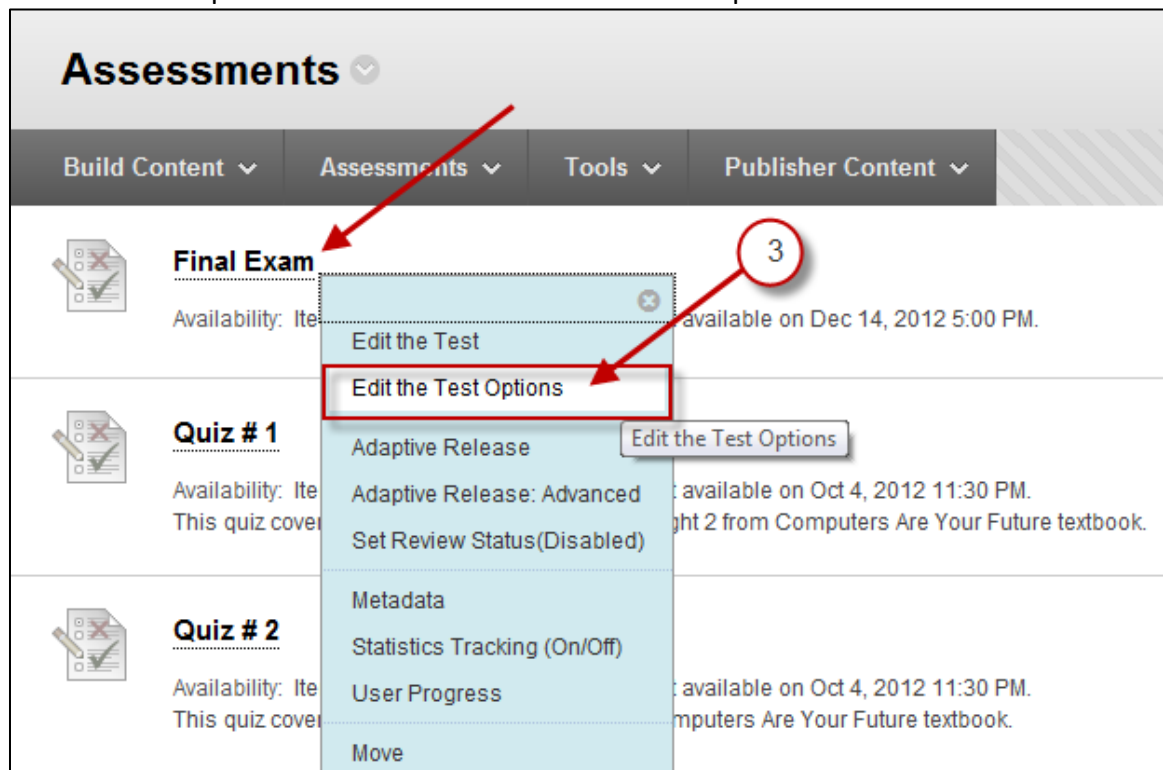 Assessments
Build Content Assessments Tools Publisher Content
Final Exam
3
Availability: Ite available on Dec 14, 2012 5:00 PM.
Edit the Test
Edit the Test Options
Edit the Test Options
Quiz # 1
Adaptive Release
Availability: Ite available on Oct 4, 2012 11:30 PM.
Adaptive Release: Advanced
This quiz cover ght 2 from Computers Are Your Future textbook.
Set Review Status(Disabled)
Metadata
Quiz # 2
Statistics Tracking (On/Off)
Availability: Ite available on Oct 4, 2012 11:30 PM.
User Progress
This quiz cover mputers Are Your Future textbook.
Move